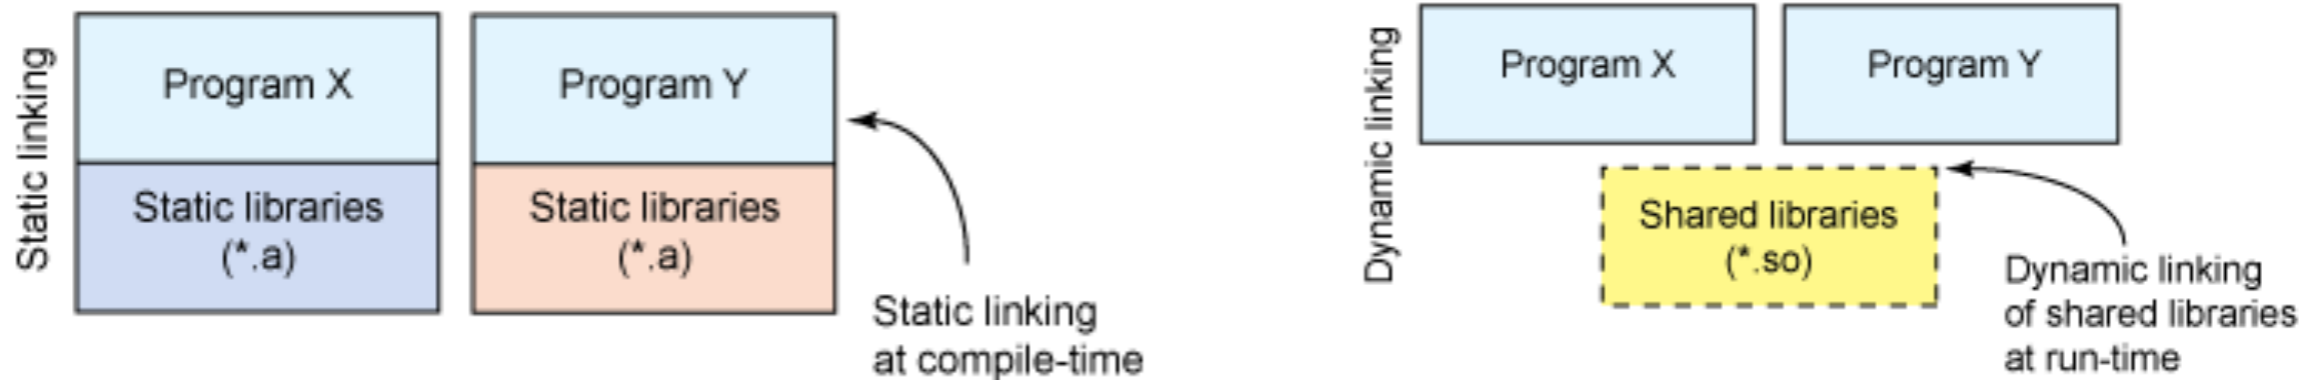 Static linking
Program X
Static libraries
(*.a)
Program Y
Static libraries
(*.a)
Static linking
at compile-time
Dynamic linking
Program X
Program Y
Shared libraries
(*.so)
Dynamic linking
of shared libraries
at run-time